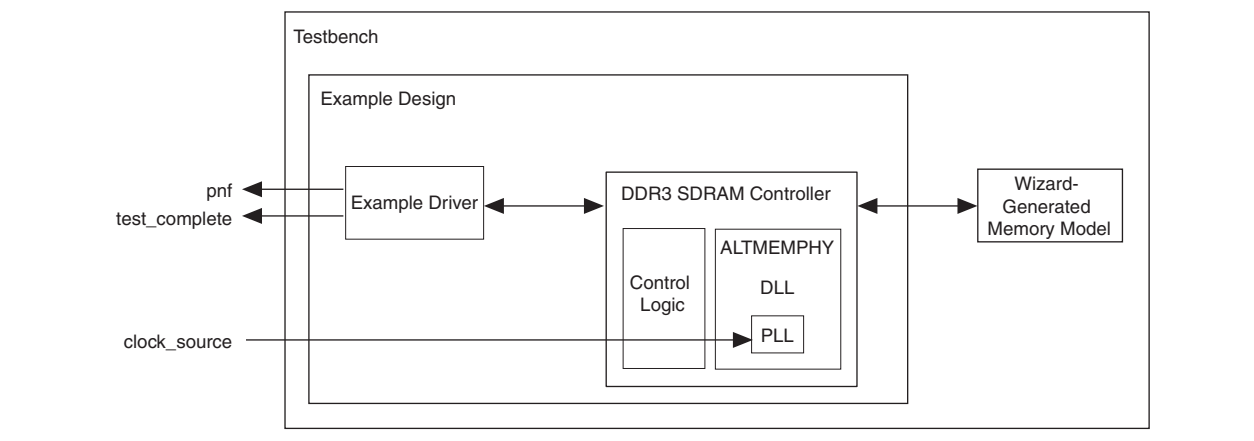 Testbench
Example Design
pnf
test_complete
Example Driver
DDR3 SDRAM Controller
Wizard-
Generated
Memory Model
Control
Logic
ALTMEMPHY
DLL
PLL
clock_source